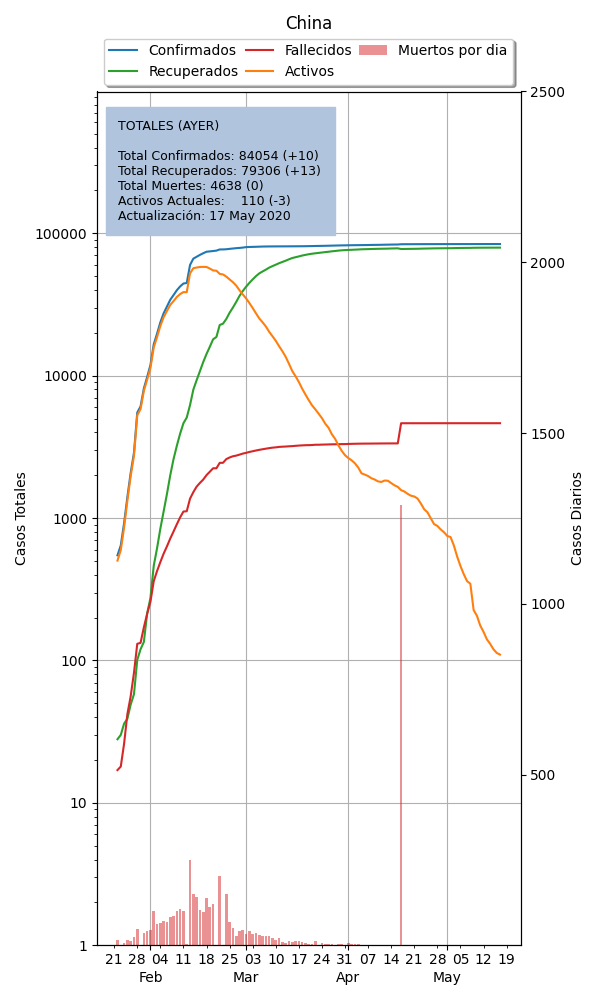 China
Confirmados
Recuperados
Fallecidos
Activos
Muertos por dia
TOTALES (AYER)
Total Confirmados: 84054 (+10)
Total Recuperados: 79306 (+13)
Total Muertes: 4638 (0)
Activos Actuales: 110 (-3)
Actualización: 17 May 2020
Casos Totales
100000
10000
1000
100
10
1
2500
2000
1500
1000
500
Casos Diarios
21 28 04 11 18 25 03 10 17 24 31 07 14 21 28 05 12 19
Feb Mar Apr May